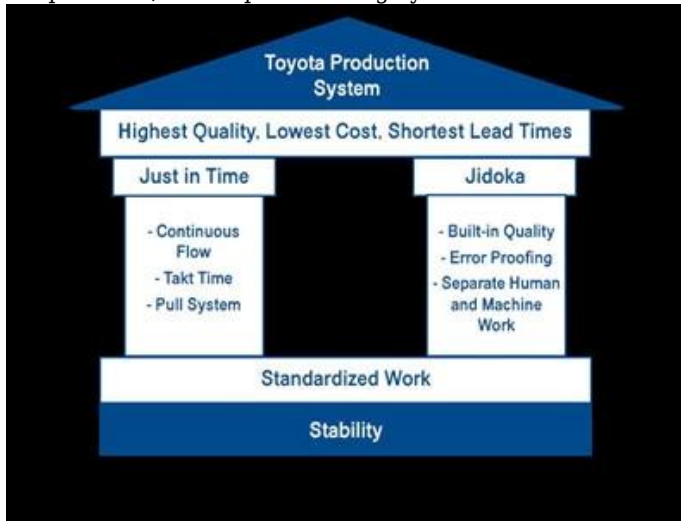 Toyota Production
System
Highest Quality, Lowest Cost, Shortest Lead Times
Just in Time
- Continuous
Flow
- Takt Time
- Pull System
Jidoka
- Built-in Quality
- Error Proofing
- Separate Human
and Machine
Work
Standardized Work
Stability